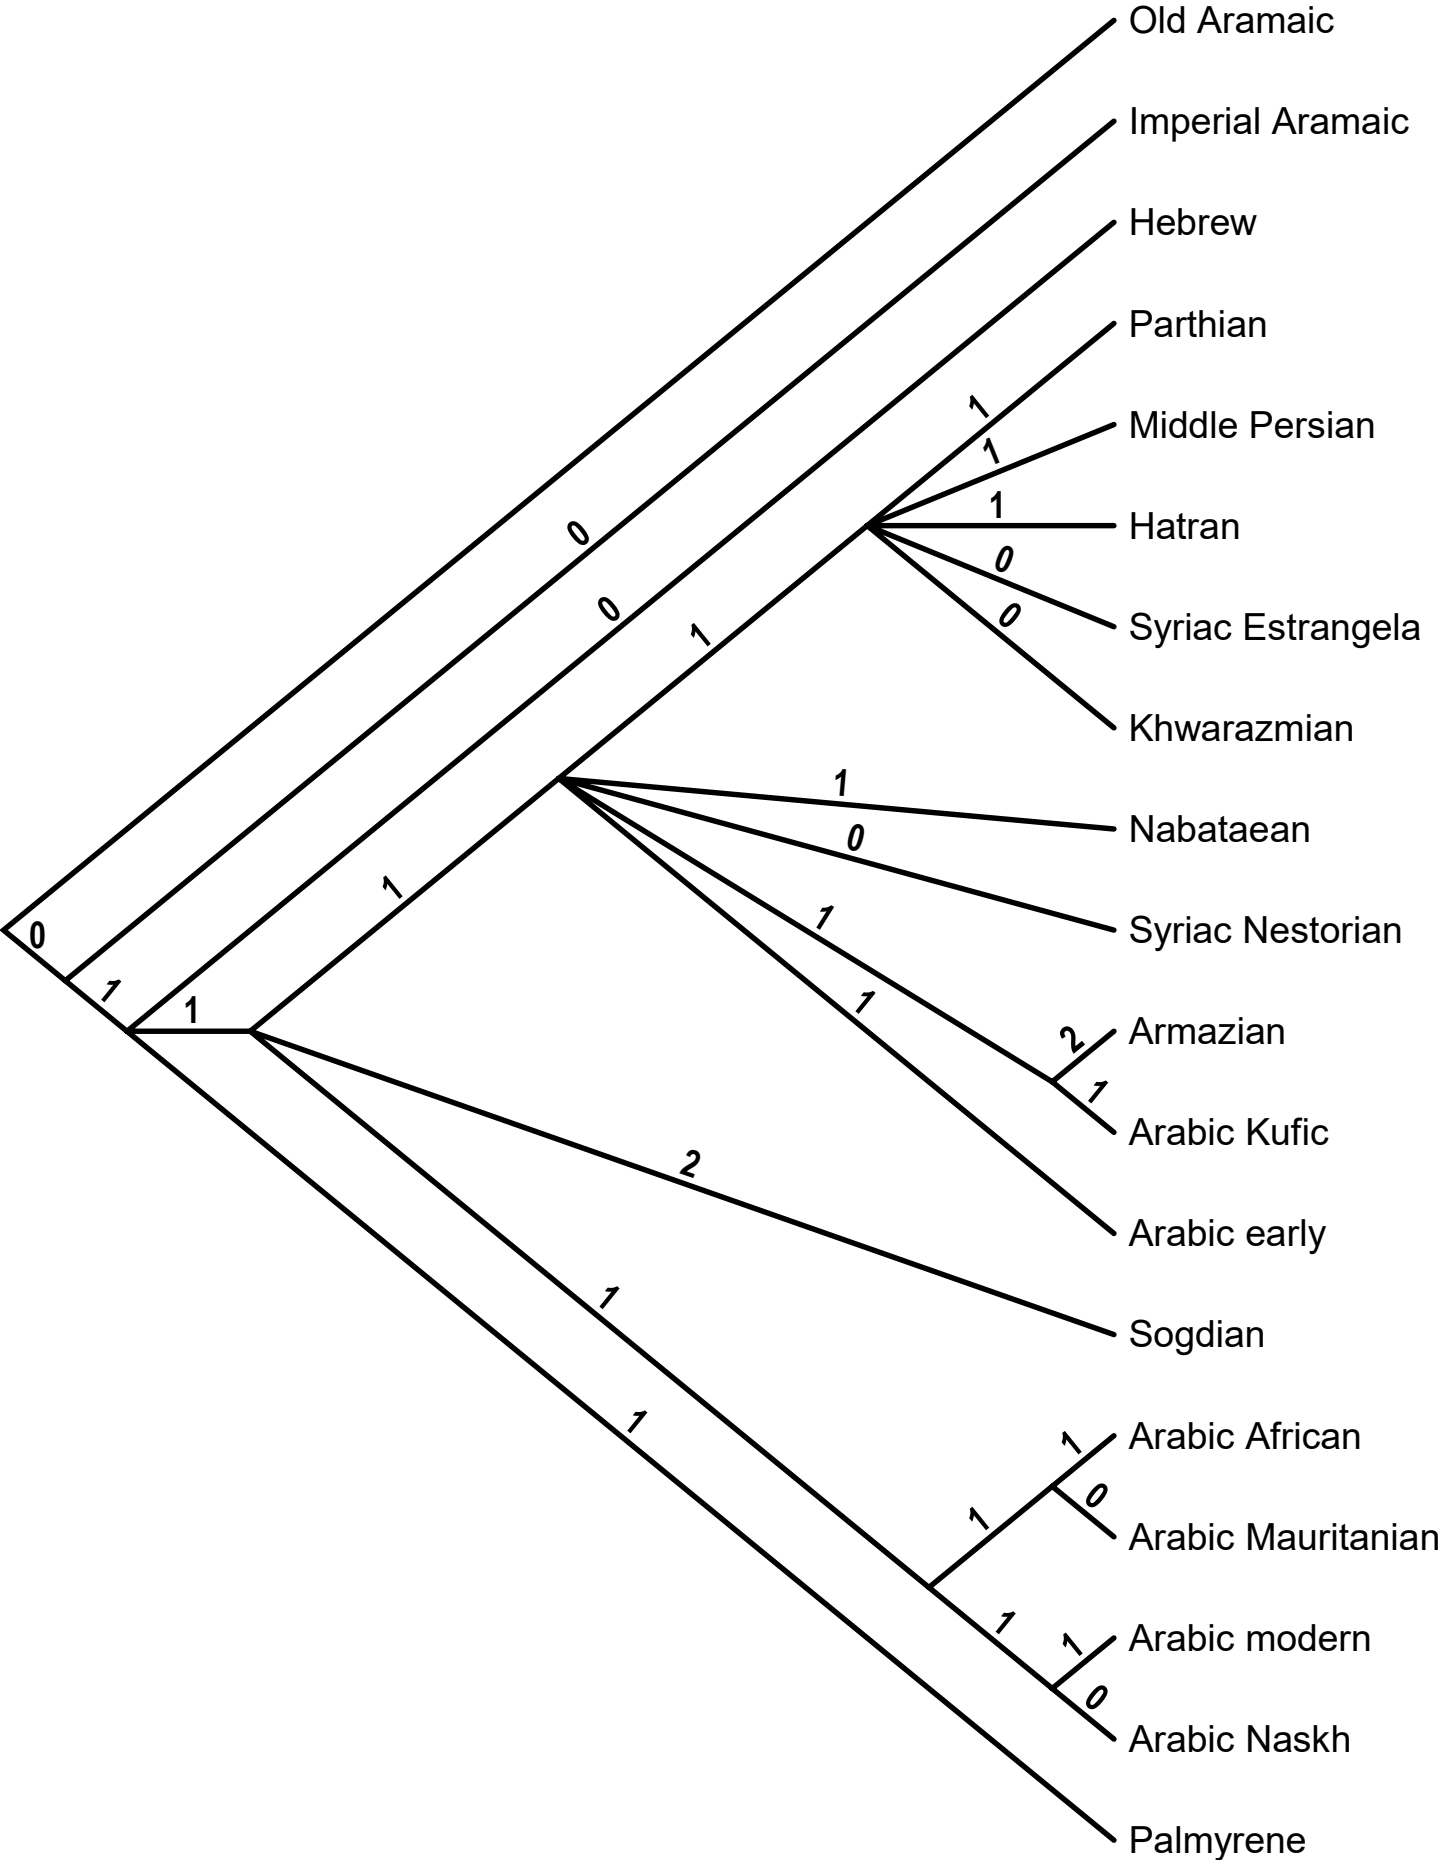 Old Aramaic
Imperial Aramaic
Hebrew
Parthian
1
Middle Persian
1
1
Hatran
0
0
0
Syriac Estrangela
0
1
Khwarazmian
1
Nabataean
0
1
1
Syriac Nestorian
0
1
1
1
2
Armazian
1
Arabic Kufic
Arabic early
2
Sogdian
1
1
1
Arabic African
0
1
Arabic Mauritanian
1
1
Arabic modern
0
Arabic Naskh
Palmyrene